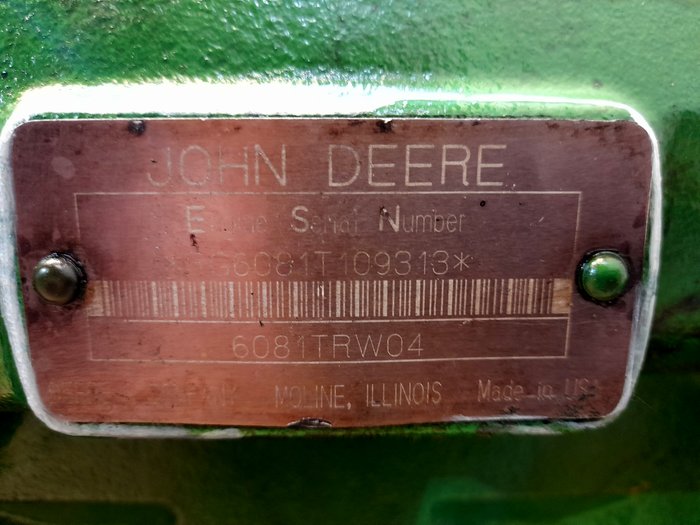 JOHN DEERE
Engine Serial Number
6081T109313*
6081TRW04
MOLINE, ILLINOIS Made in USA